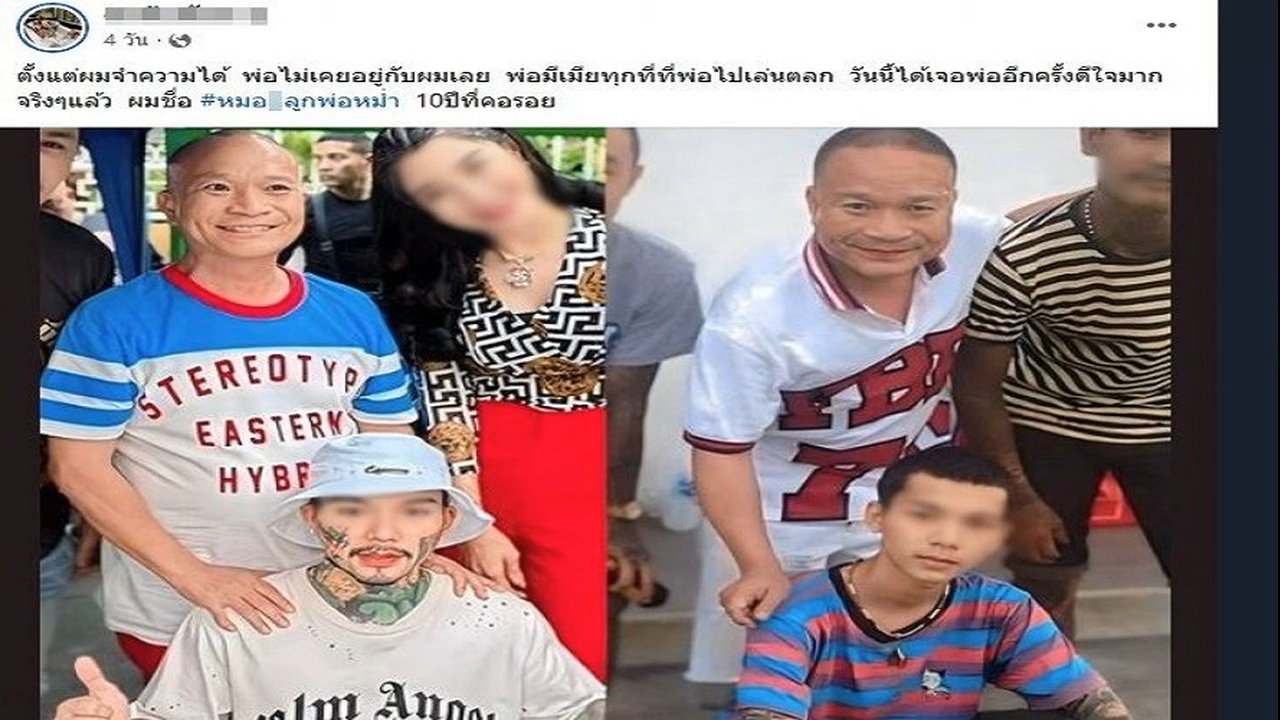 4 วัน ·
ตั้งแต่ผมจำความได้ พ่อไม่เคยอยู่กับผมเลย พ่อมีเมียทุกที่ที่พ่อไปเล่นตลก วันนี้ได้เจอพ่ออีกครั้งดีใจมาก
จริงๆแล้ว ผมชื่อ #หมอ ลูกพ่อหม่ำ 10ปีที่คอรอย
STEREOTYP
EASTERN
HYBR
Palm Angel